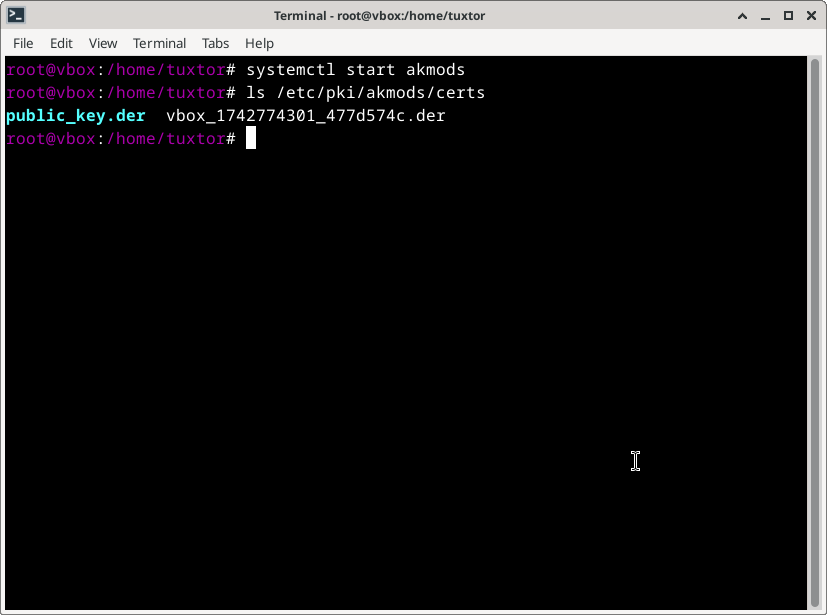 Terminal - root@vbox:/home/tuxtor
File Edit View Terminal Tabs Help
root@vbox:/home/tuxtor# systemctl start akmods
root@vbox:/home/tuxtor# ls /etc/pki/akmods/certs
public_key.der  vbox_1742774301_477d574c.der
root@vbox:/home/tuxtor#